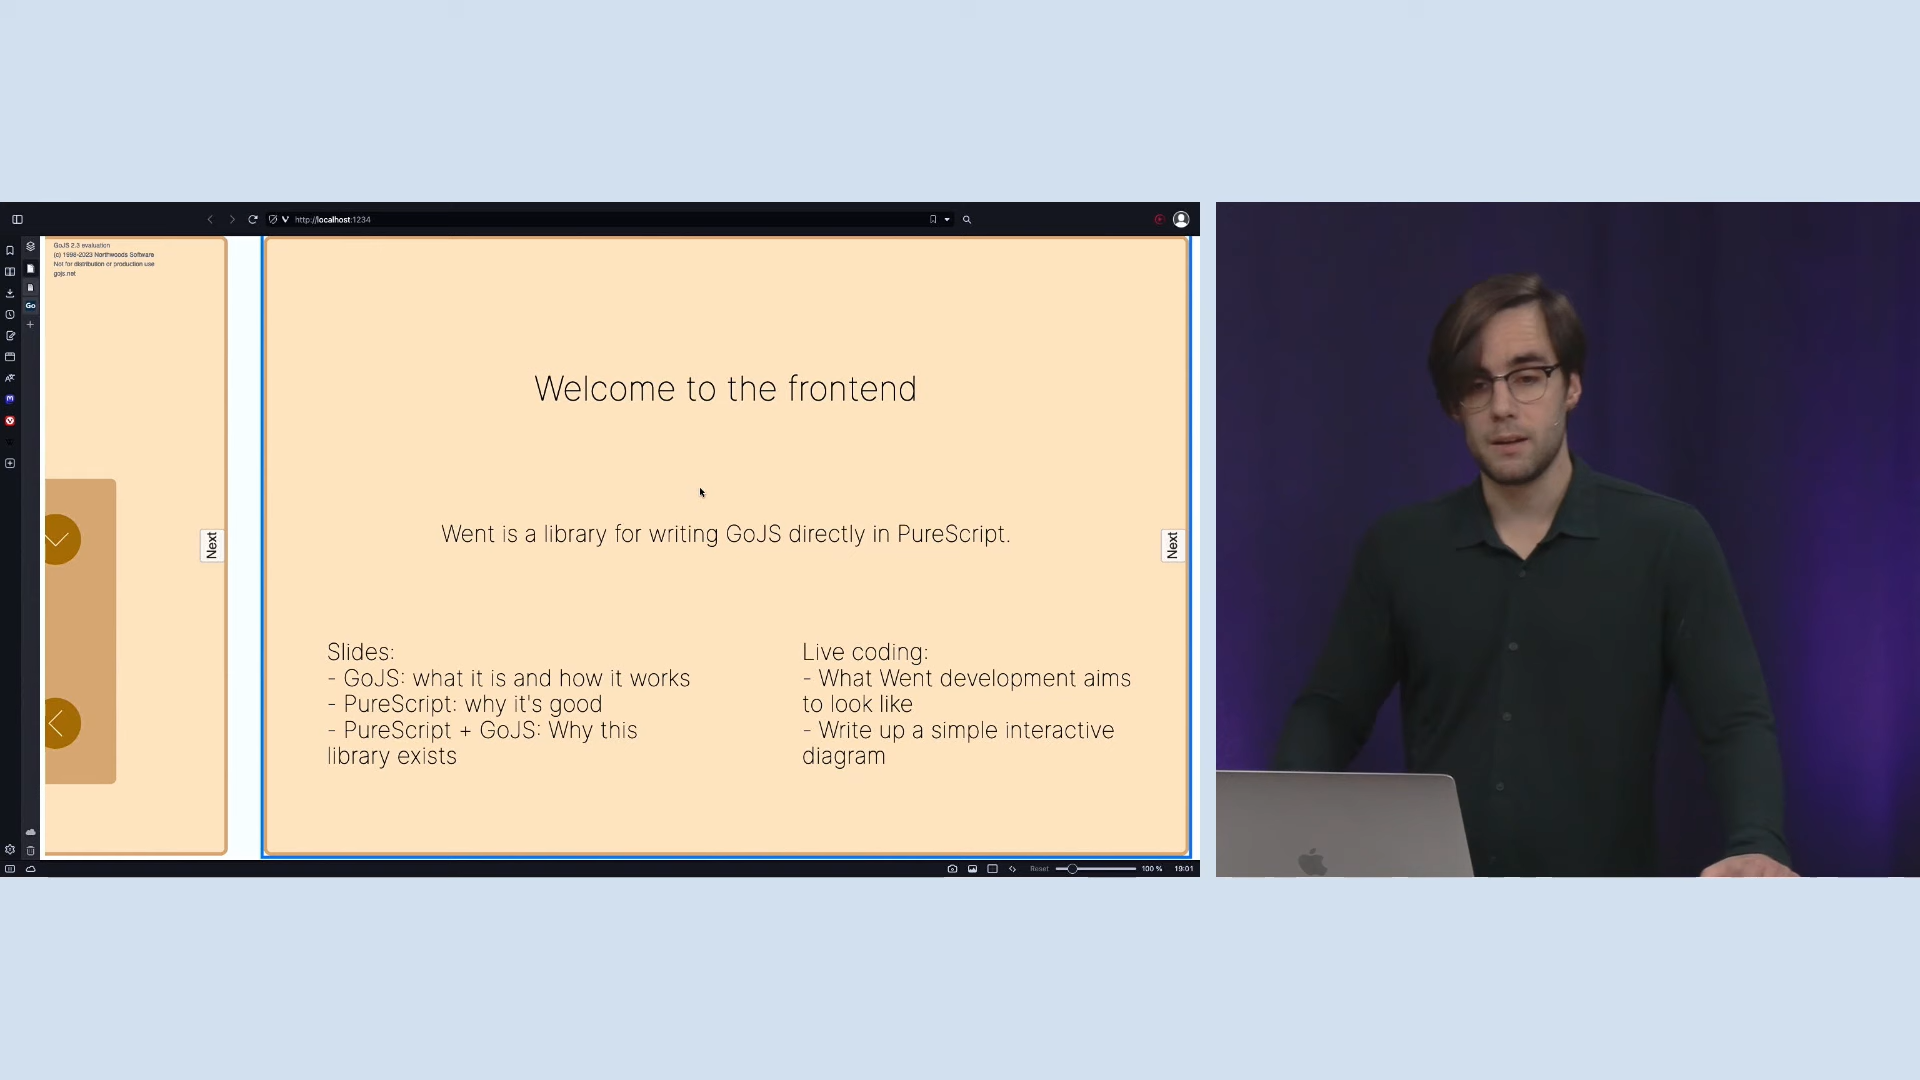 http://localhost:1234
GoJS 2.3 evaluation
(c) 1998-2023 Northwoods Software
Not for distribution or production use
gojs.net
Go
Next
Welcome to the frontend
Went is a library for writing GoJS directly in PureScript.
Next
Slides:
- GoJS: what it is and how it works
- PureScript: why it's good
- PureScript + GoJS: Why this
library exists
Live coding:
- What Went development aims
to look like
- Write up a simple interactive
diagram
Reset
100 %
19:01